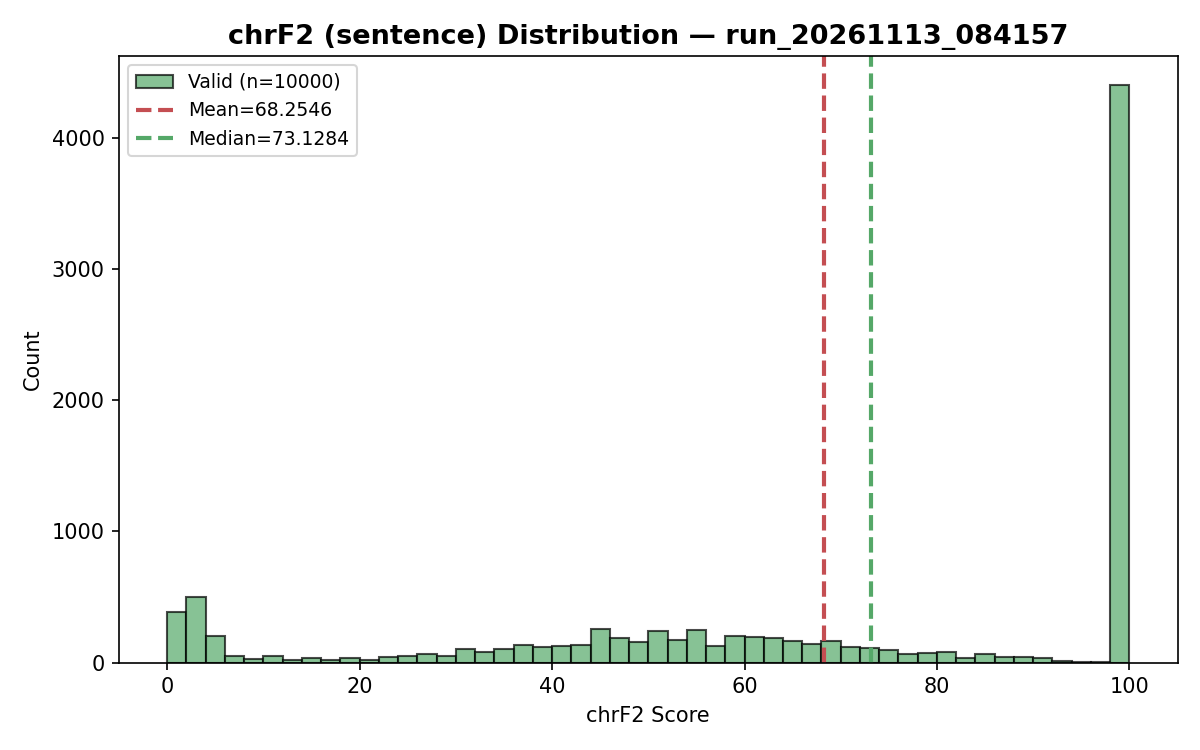 chrF2 (sentence) Distribution — run_20261113_084157
Valid (n=10000)
Mean=68.2546
Median=73.1284
Count
4000
3000
2000
1000
0
0 20 40 60 80 100
chrF2 Score